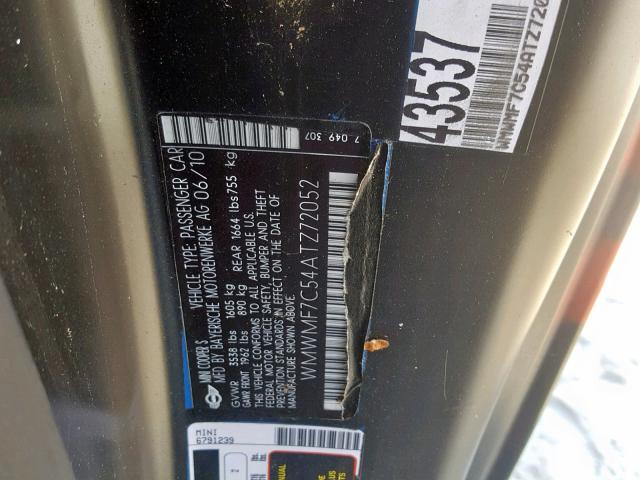 MINI COOPER S VEHICLE TYPE: PASSENGER CAR
MFD BY BAYERISCHE MOTORENWERKE AG 06/10
GVWR 3538 lbs 1605 kg
GAWR FRONT 1962 lbs 890 kg REAR 1664 lbs 755 kg
THIS VEHICLE CONFORMS TO ALL APPLICABLE U.S.
FEDERAL MOTOR VEHICLE SAFETY, BUMPER AND THEFT
PREVENTION STANDARDS IN EFFECT ON THE DATE OF
MANUFACTURE SHOWN ABOVE.
WMWMF7C54ATZ72052
7 049 307
43537
WMWMF7C54ATZ720
MINI
6791239